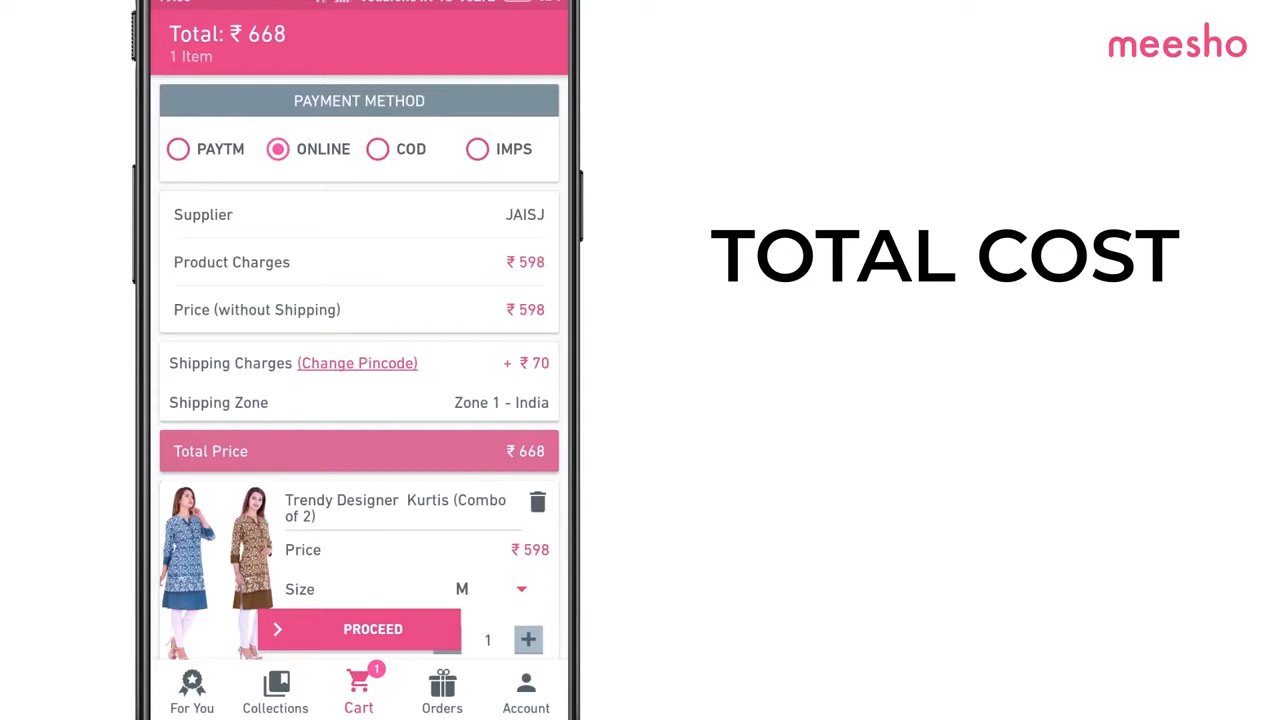 Total: ₹ 668
1 Item
meesho
PAYMENT METHOD
PAYTM ONLINE COD IMPS
Supplier JAISJ
Product Charges ₹ 598
Price (without Shipping) ₹ 598
TOTAL COST
Shipping Charges (Change Pincode) + ₹ 70
Shipping Zone Zone 1 - India
Total Price ₹ 668
Trendy Designer Kurtis (Combo
of 2)
Price ₹ 598
Size M
PROCEED
1
1
For You Collections Cart Orders Account